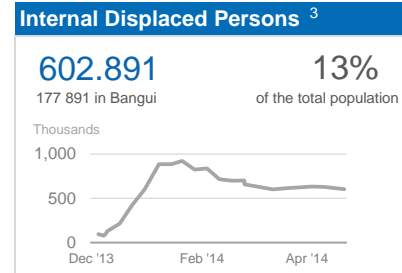 Internal Displaced Persons 3
602.891 13%
177 891 in Bangui of the total population
Thousands
1,000
500
0
Dec '13 Feb '14 Apr '14